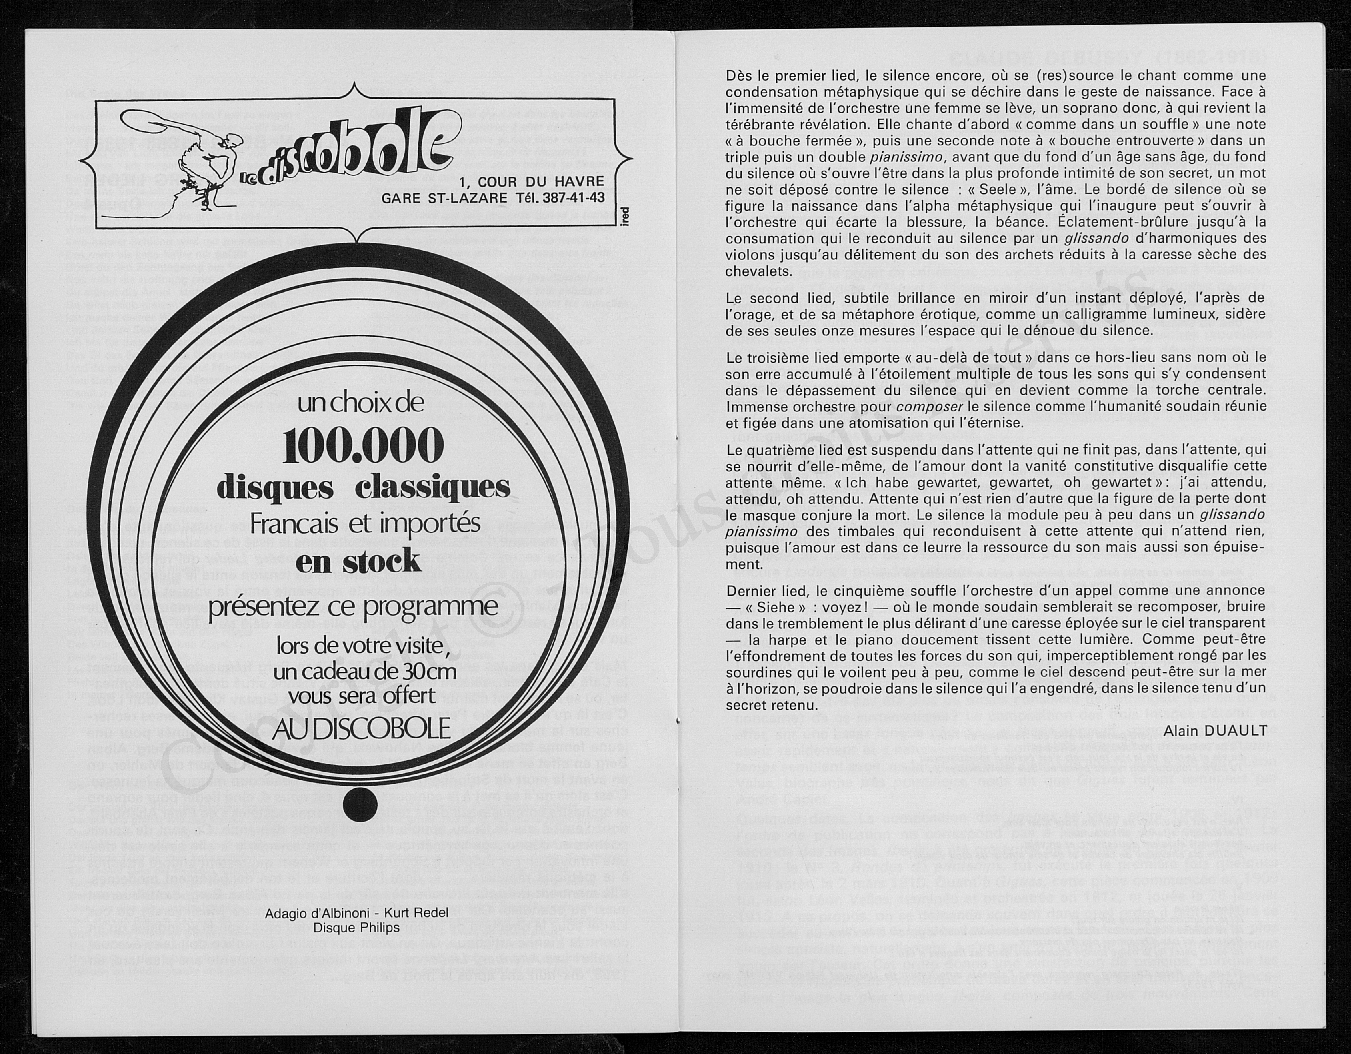 Le discobole
1, COUR DU HAVRE
GARE ST-LAZARE Tél. 387-41-43
ired
un choix de
100.000
disques classiques
Francais et importés
en stock
présentez ce programme
lors de votre visite,
un cadeau de 30cm
vous sera offert
AU DISCOBOLE
Adagio d'Albinoni - Kurt Redel
Disque Philips
Dès le premier lied, le silence encore, où se (res)source le chant comme une
condensation métaphysique qui se déchire dans le geste de naissance. Face à
l'immensité de l'orchestre une femme se lève, un soprano donc, à qui revient la
térébrante révélation. Elle chante d'abord « comme dans un souffle » une note
« à bouche fermée », puis une seconde note à « bouche entrouverte » dans un
triple puis un double pianissimo, avant que du fond d'un âge sans âge, du fond
du silence où s'ouvre l'être dans la plus profonde intimité de son secret, un mot
ne soit déposé contre le silence : « Seele », l'âme. Le bordé de silence où se
figure la naissance dans l'alpha métaphysique qui l'inaugure peut s'ouvrir à
l'orchestre qui écarte la blessure, la béance. Éclatement-brûlure jusqu'à la
consumation qui le reconduit au silence par un glissando d'harmoniques des
violons jusqu'au délitement du son des archets réduits à la caresse sèche des
chevalets.
Le second lied, subtile brillance en miroir d'un instant déployé, l'après de
l'orage, et de sa métaphore érotique, comme un calligramme lumineux, sidère
de ses seules onze mesures l'espace qui le dénoue du silence.
Le troisième lied emporte « au-delà de tout » dans ce hors-lieu sans nom où le
son erre accumulé à l'étoilement multiple de tous les sons qui s'y condensent
dans le dépassement du silence qui en devient comme la torche centrale.
Immense orchestre pour composer le silence comme l'humanité soudain réunie
et figée dans une atomisation qui l'éternise.
Le quatrième lied est suspendu dans l'attente qui ne finit pas, dans l'attente, qui
se nourrit d'elle-même, de l'amour dont la vanité constitutive disqualifie cette
attente même. « Ich habe gewartet, gewartet, oh gewartet » : j'ai attendu,
attendu, oh attendu. Attente qui n'est rien d'autre que la figure de la perte dont
le masque conjure la mort. Le silence la module peu à peu dans un glissando
pianissimo des timbales qui reconduisent à cette attente qui n'attend rien,
puisque l'amour est dans ce leurre la ressource du son mais aussi son épuise-
ment.
Dernier lied, le cinquième souffle l'orchestre d'un appel comme une annonce
— « Siehe » : voyez! — où le monde soudain semblerait se recomposer, bruire
dans le tremblement le plus délirant d'une caresse éployée sur le ciel transparent
— la harpe et le piano doucement tissent cette lumière. Comme peut-être
l'effondrement de toutes les forces du son qui, imperceptiblement rongé par les
sourdines qui le voilent peu à peu, comme le ciel descend peut-être sur la mer
à l'horizon, se poudroie dans le silence qui l'a engendré, dans le silence tenu d'un
secret retenu.
Alain DUAULT
Copyright © Tous droits réservés.